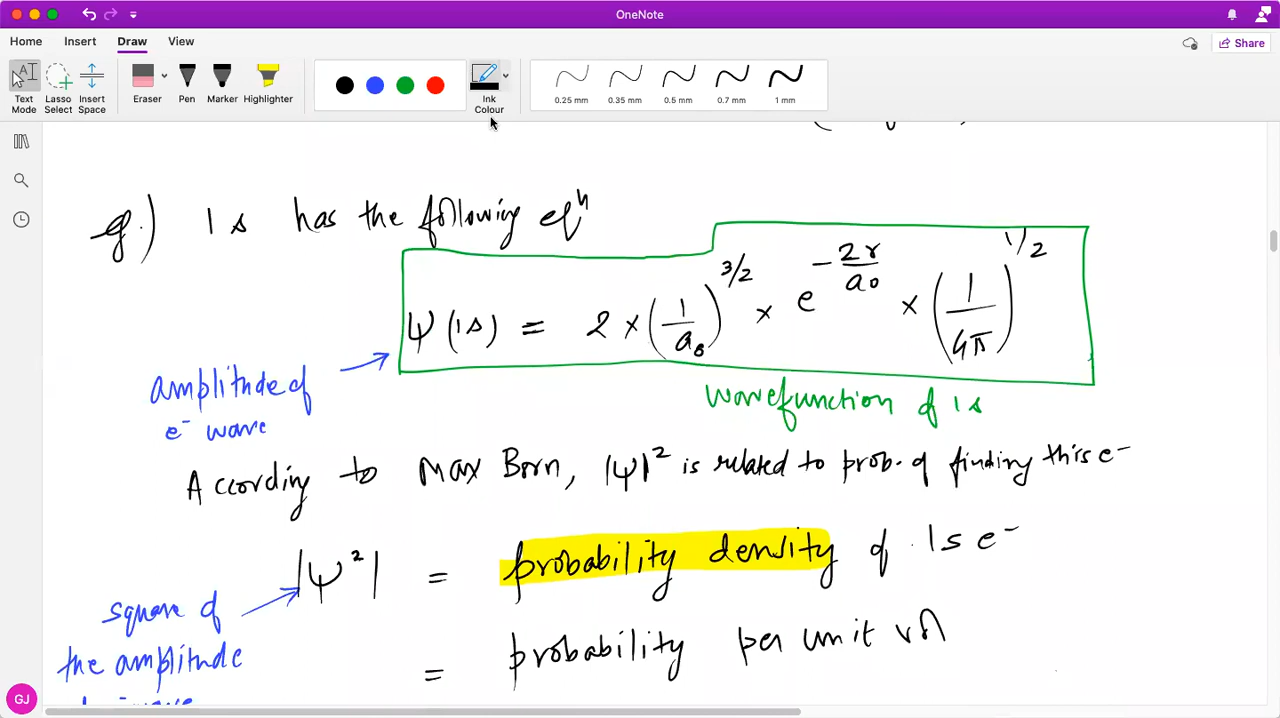 OneNote
Home Insert Draw View
Share
Text Mode
Lasso Select
Insert Space
Eraser
Pen
Marker
Highlighter
Ink Colour
0.25 mm
0.35 mm
0.5 mm
0.7 mm
1 mm
eg.) 1s has the following eqⁿ
ψ(1s) = 2 × (1/a₀)^3/2 × e^-2r/a₀ × (1/4π)^1/2
amplitude of
e⁻ wave
wavefunction of 1s
According to Max Born, |ψ|² is related to prob. of finding this e⁻
|ψ²| = probability density of 1s e⁻
square of
the amplitude
= probability per unit vol
GJ